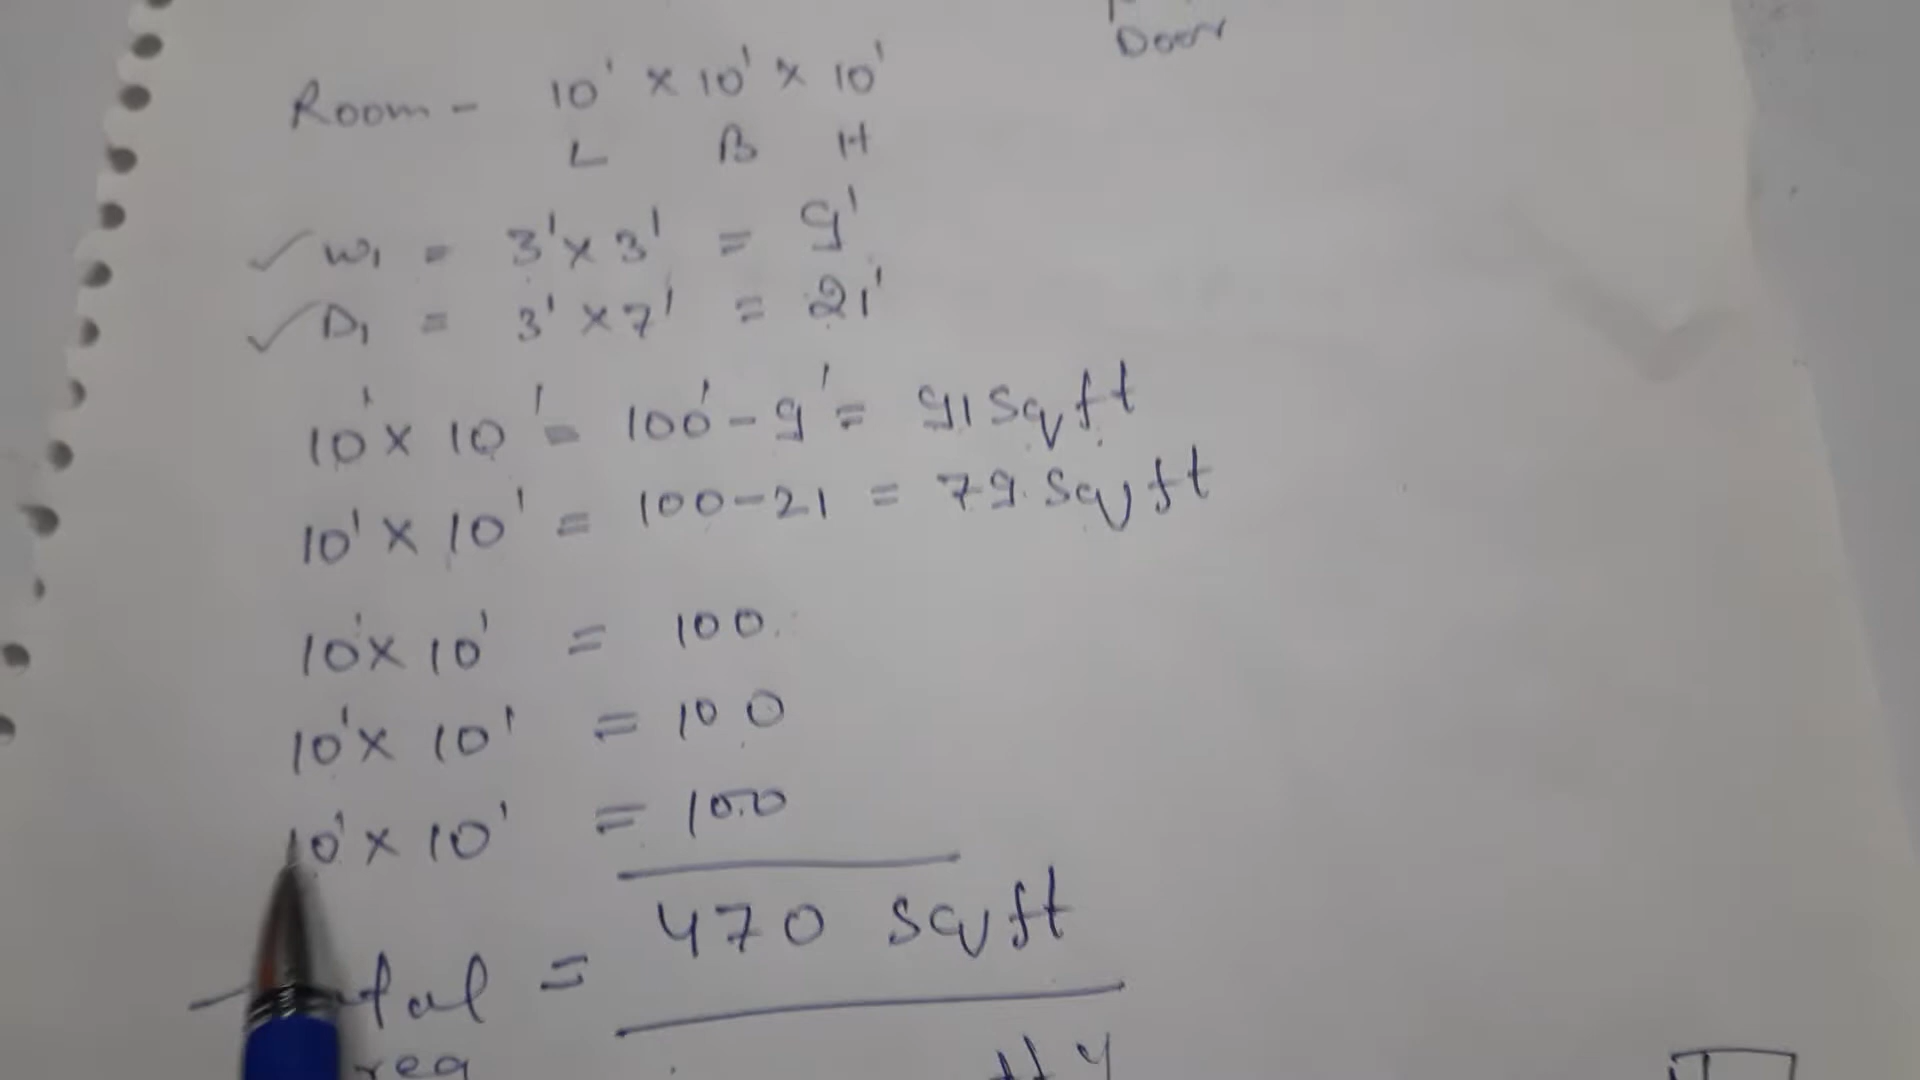 Door
Room - 10' × 10' × 10'
L B H
✓ W1 = 3' × 3' = 9'
✓ D1 = 3' × 7' = 21'
10' × 10' = 100' - 9' = 91 sqft
10' × 10' = 100 - 21 = 79 sqft
10' × 10' = 100
10' × 10' = 100
10' × 10' = 100
= 470 sqft